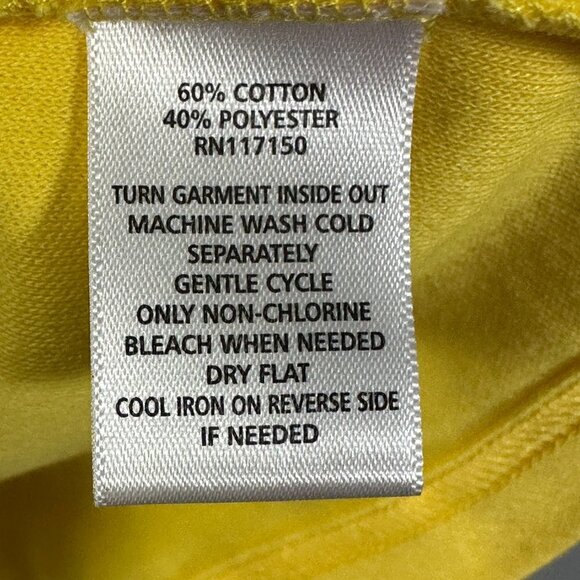 60% COTTON
40% POLYESTER
RN117150
TURN GARMENT INSIDE OUT
MACHINE WASH COLD
SEPARATELY
GENTLE CYCLE
ONLY NON-CHLORINE
BLEACH WHEN NEEDED
DRY FLAT
COOL IRON ON REVERSE SIDE
IF NEEDED